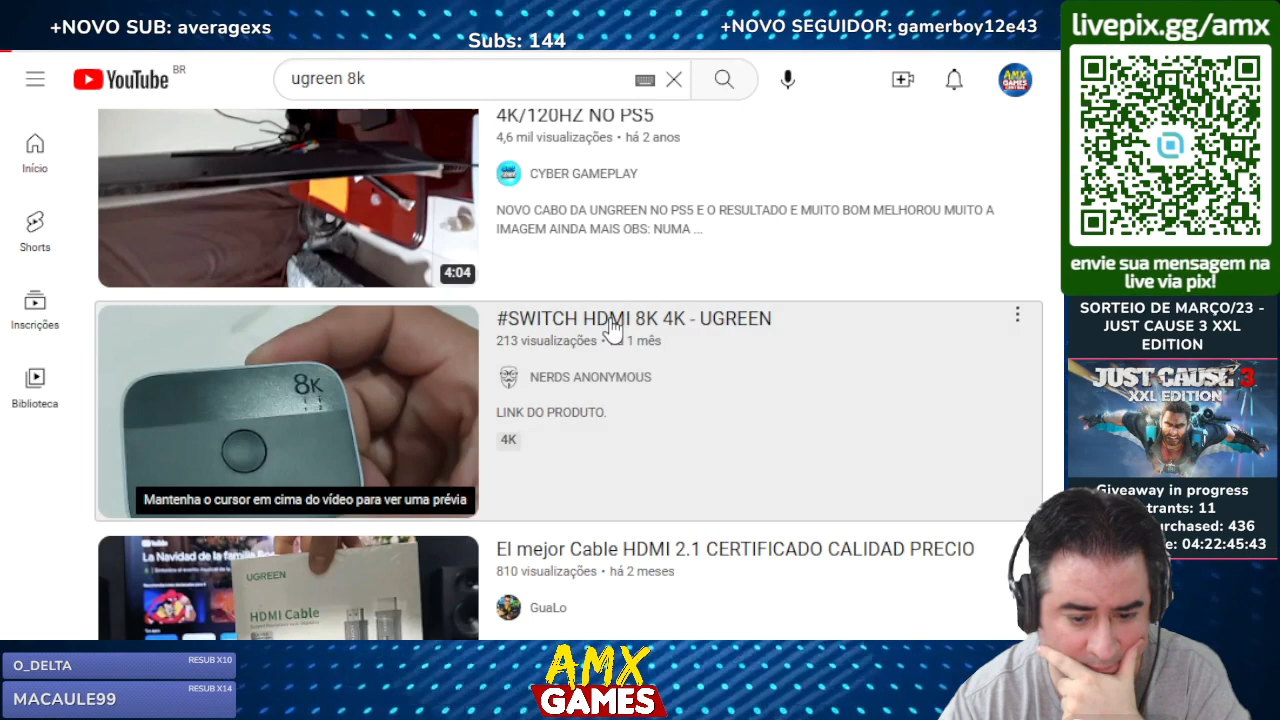 +NOVO SUB: averagexs
Subs: 144
+NOVO SEGUIDOR: gamerboy12e43
livepix.gg/amx
YouTube BR
ugreen 8k
AMX GAMES
4K/120HZ NO PS5
4,6 mil visualizações • há 2 anos
CYBER GAMEPLAY
NOVO CABO DA UNGREEN NO PS5 E O RESULTADO E MUITO BOM MELHOROU MUITO A
IMAGEM AINDA MAIS OBS: NUMA ...
4:04
Início
Shorts
Inscrições
Biblioteca
#SWITCH HDMI 8K 4K - UGREEN
213 visualizações •
1 mês
NERDS ANONYMOUS
LINK DO PRODUTO.
4K
8K
Mantenha o cursor em cima do vídeo para ver uma prévia
El mejor Cable HDMI 2.1 CERTIFICADO CALIDAD PRECIO
810 visualizações • há 2 meses
GuaLo
La Navidad de la
UGREEN
HDMI Cable
envie sua mensagem na
live via pix!
SORTEIO DE MARÇO/23 -
JUST CAUSE 3 XXL
EDITION
JUST CAUSE 3
XXL EDITION
Giveaway in progress
trants: 11
urchased: 436
e: 04:22:45:43
O_DELTA
RESUB X10
MACAULE99
RESUB X14
AMX
GAMES